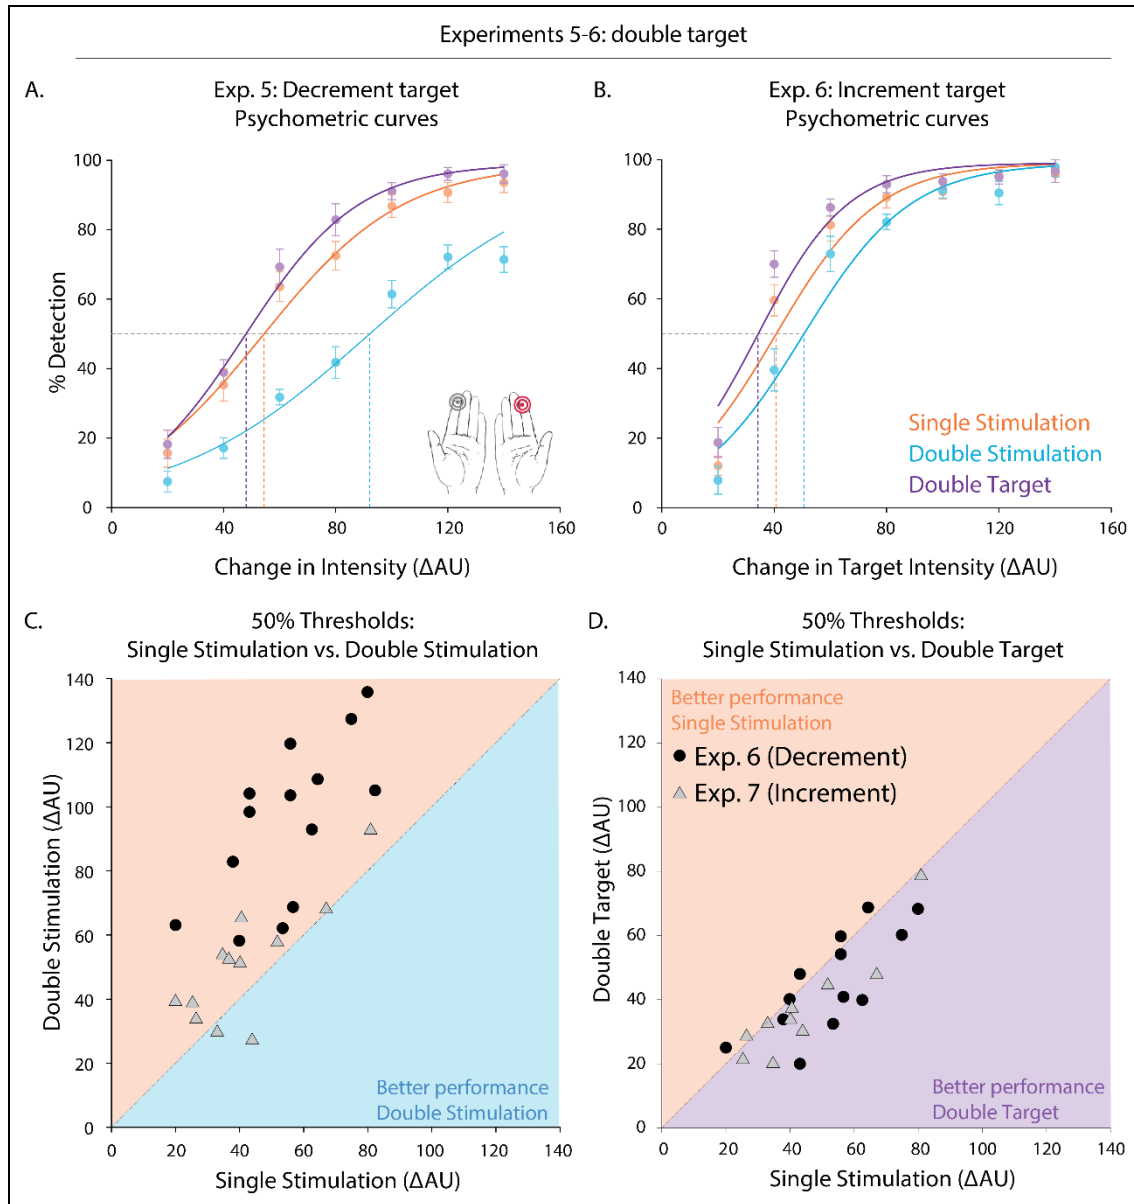 Experiments 5-6: double target
A.
Exp. 5: Decrement target
Psychometric curves
100
80
60
40
20
0
% Detection
0
40
80
120
160
Change in Intensity (ΔAU)
B.
Exp. 6: Increment target
Psychometric curves
100
80
60
40
20
0
Single Stimulation
Double Stimulation
Double Target
0
40
80
120
160
Change in Target Intensity (ΔAU)
C.
50% Thresholds:
Single Stimulation vs. Double Stimulation
140
120
100
80
60
40
20
0
Double Stimulation (ΔAU)
Better performance
Double Stimulation
0
20
40
60
80
100
120
140
Single Stimulation (ΔAU)
D.
50% Thresholds:
Single Stimulation vs. Double Target
140
120
100
80
60
40
20
0
Double Target (ΔAU)
Better performance
Single Stimulation
Exp. 6 (Decrement)
Exp. 7 (Increment)
Better performance
Double Target
0
20
40
60
80
100
120
140
Single Stimulation (ΔAU)